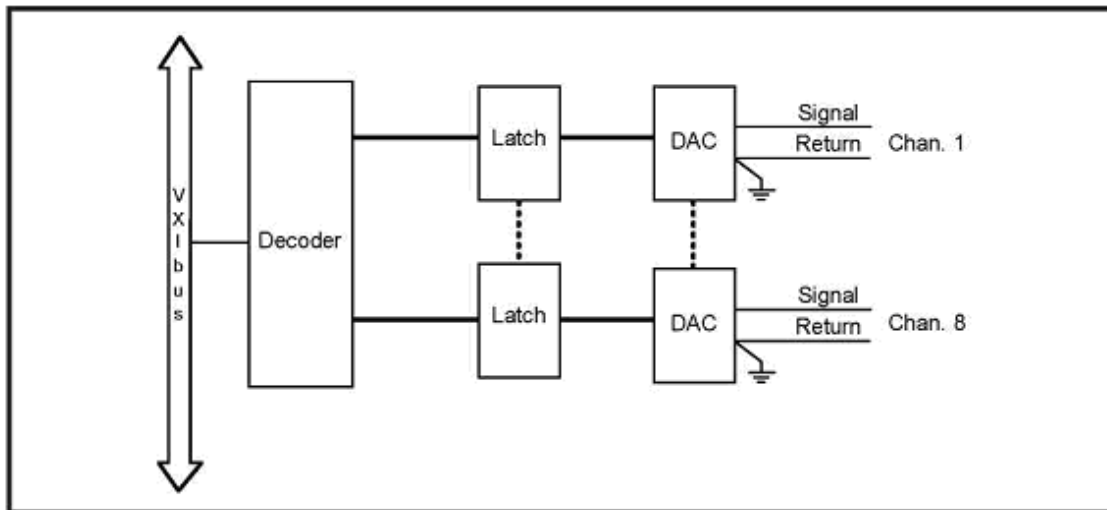 VXIbus
Decoder
Latch
DAC
Signal
Return
Chan. 1
Latch
DAC
Signal
Return
Chan. 8